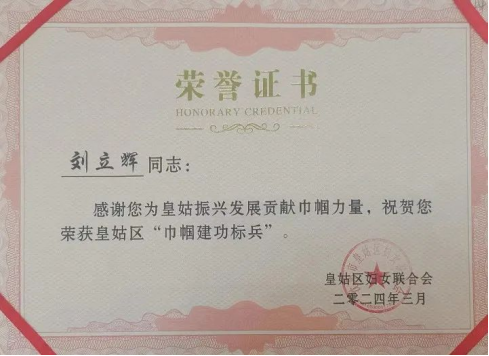 荣誉证书
HONORARY CREDENTIAL
刘立辉同志：
感谢您为皇姑振兴发展贡献巾帼力量，祝贺您
荣获皇姑区“巾帼建功标兵”。
皇姑区妇女联合会
二零二四年三月